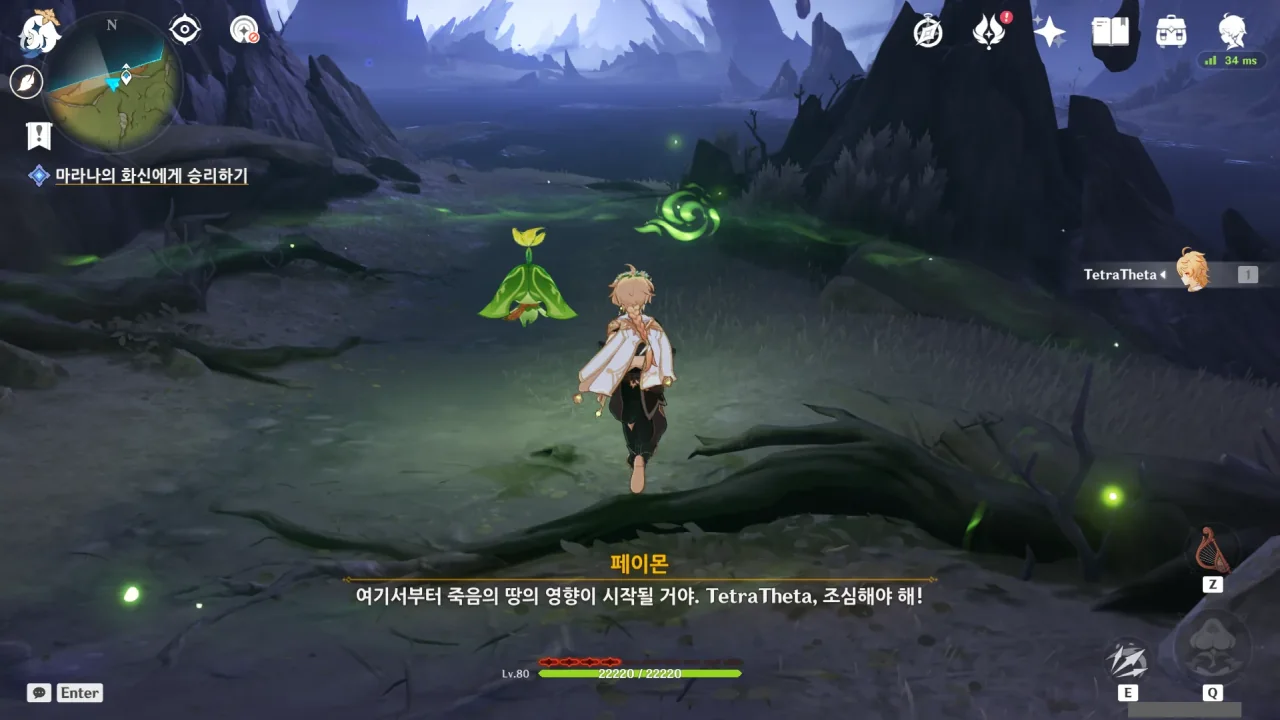 N
34 ms
마라나의 화신에게 승리하기
TetraTheta
1
페이몬
여기서부터 죽음의 땅의 영향이 시작될 거야. TetraTheta, 조심해야 해!
Z
Lv.80
22220 / 22220
Enter
E
Q